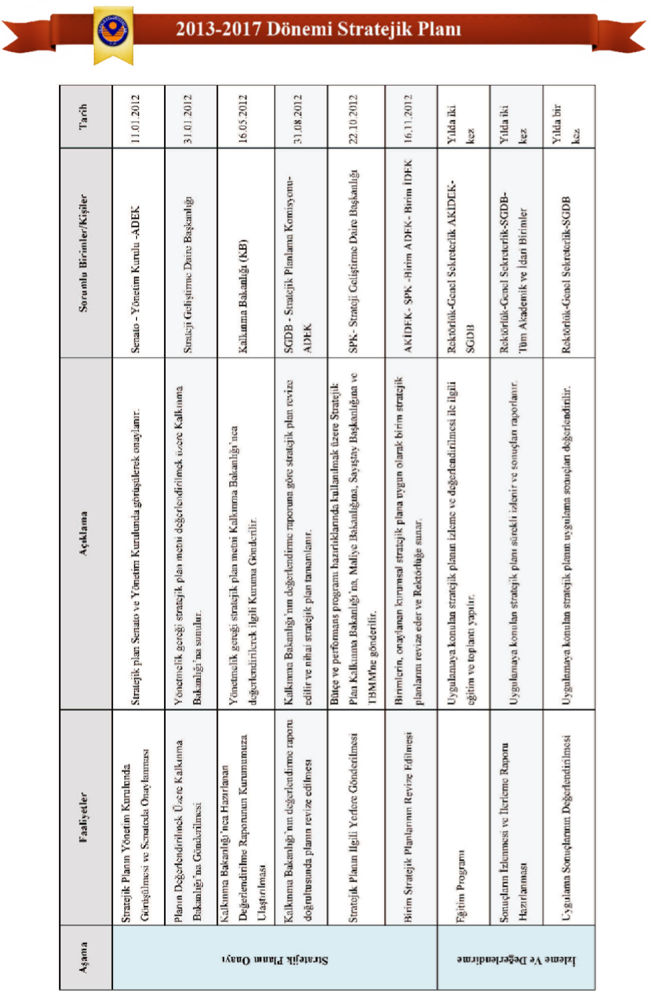 2013-2017 Dönemi Stratejik Planı
Aşama
Faaliyetler
Açıklama
Sorumlu Birimler/Kişiler
Tarih
Stratejik Planın Onayı
Stratejik Planın Yönetim Kurulunda
Görüşülmesi ve Senatoda Onaylanması
Stratejik plan Senato ve Yönetim Kurulunda görüşülerek onaylanır.
Senato - Yönetim Kurulu -ADEK
11.01.2012
Planın Değerlendirilmek Üzere Kalkınma
Bakanlığı'na Gönderilmesi
Yönetmelik gereği stratejik plan metni değerlendirilmek üzere Kalkınma
Bakanlığı'na sunulur.
Strateji Geliştirme Daire Başkanlığı
31.01.2012
Kalkınma Bakanlığı'nca Hazırlanan
Değerlendirilme Raporunun Kurumumuza
Ulaştırılması
Yönetmelik gereği stratejik plan metni Kalkınma Bakanlığı'nca
değerlendirilerek ilgili Kuruma Gönderilir.
Kalkınma Bakanlığı (KB)
16.05.2012
Kalkınma Bakanlığı'nın değerlendirme raporu
doğrultusunda planın revize edilmesi
Kalkınma Bakanlığı'nın değerlendirme raporuna göre stratejik plan revize
edilir ve nihai stratejik plan tamamlanır.
SGDB - Stratejik Planlama Komisyonu-
ADEK
31.08.2012
Stratejik Planın İlgili Yerlere Gönderilmesi
Bütçe ve performans programı hazırlıklarında kullanılmak üzere Stratejik
Plan Kalkınma Bakanlığı'na, Maliye Bakanlığına, Sayıştay Başkanlığına ve
TBMM'ne gönderilir.
SPK- Strateji Geliştirme Daire Başkanlığı
22.10.2012
Birim Stratejik Planlarının Revize Edilmesi
Birimlerin, onaylanan kurumsal stratejik plana uygun olarak birim stratejik
planlarını revize eder ve Rektörlüğe sunar.
AKİDEK- SPK -Birim ADEK- Birim İDEK
16.11.2012
İzleme Ve Değerlendirme
Eğitim Programı
Uygulamaya konulan stratejik planın izleme ve değerlendirilmesi ile ilgili
eğitim ve toplantı yapılır.
Rektörlük-Genel Sekreterlik AKİDEK-
SGDB
Yılda iki
kez
Sonuçların İzlenmesi ve İlerleme Raporu
Hazırlanması
Uygulamaya konulan stratejik planı sürekli izlenir ve sonuçları raporlanır.
Rektörlük-Genel Sekreterlik-SGDB-
Tüm Akademik ve İdari Birimler
Yılda iki
kez
Uygulama Sonuçlarının Değerlendirilmesi
Uygulamaya konulan stratejik planın uygulama sonuçları değerlendirilir.
Rektörlük-Genel Sekreterlik-SGDB
Yılda bir
kez